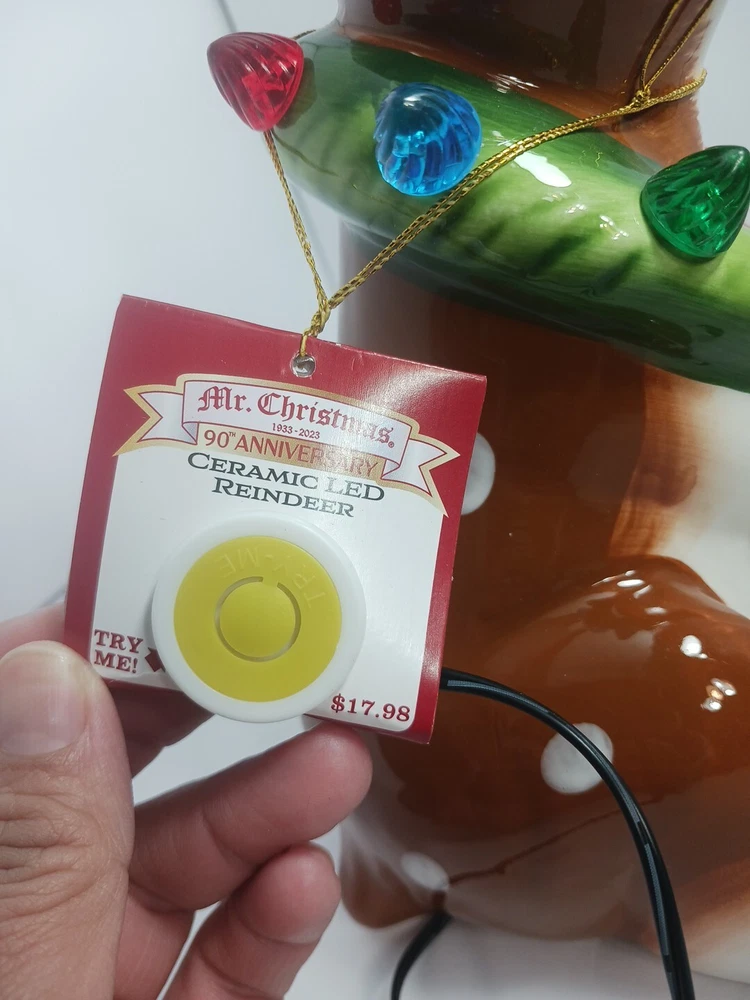 Mr. Christmas®
1933-2023
90TH ANNIVERSARY
CERAMIC LED
REINDEER
TRY-ME
TRY
ME!
$17.98